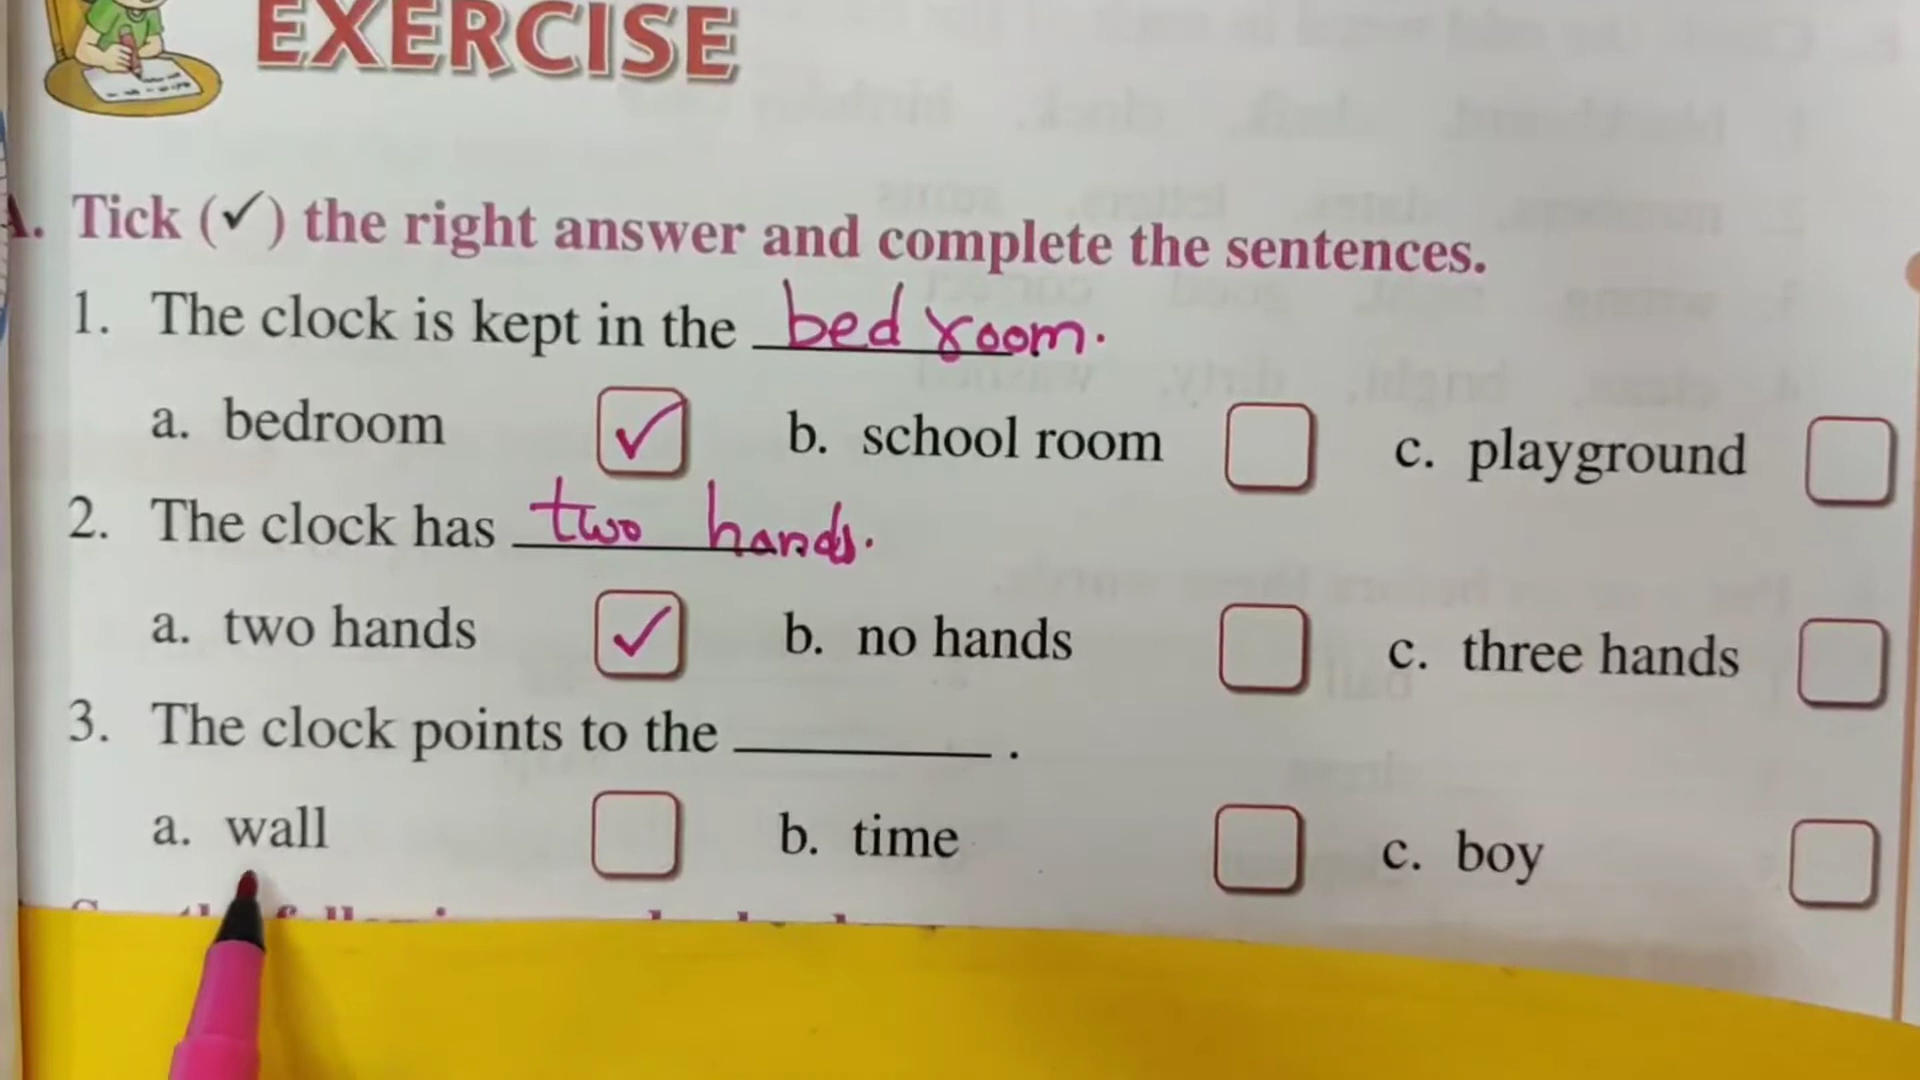 EXERCISE
A. Tick (✓) the right answer and complete the sentences.
1. The clock is kept in the bed room.
a. bedroom ✓ b. school room c. playground
2. The clock has two hands.
a. two hands ✓ b. no hands c. three hands
3. The clock points to the __________ .
a. wall b. time c. boy